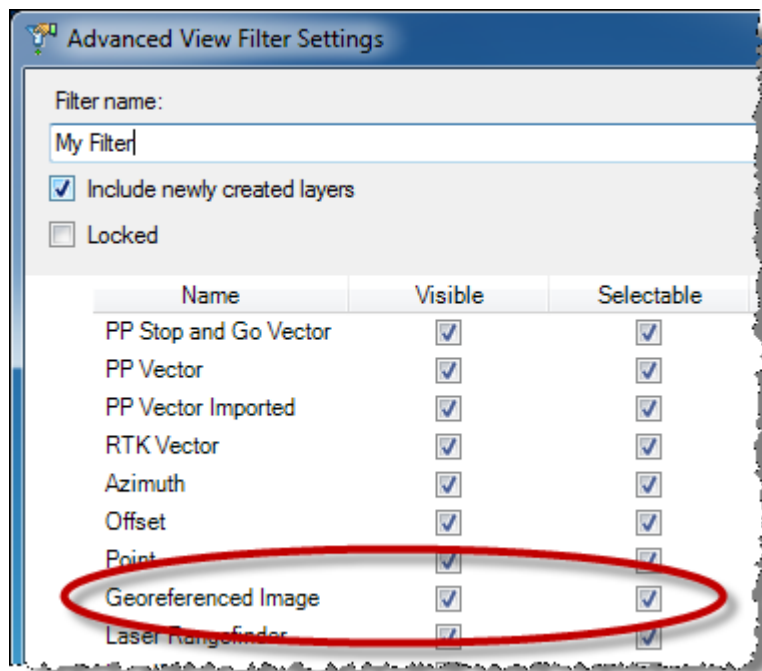 Advanced View Filter Settings
Filter name:
My Filter
Include newly created layers
Locked
Name Visible Selectable
PP Stop and Go Vector
PP Vector
PP Vector Imported
RTK Vector
Azimuth
Offset
Point
Georeferenced Image
Laser Rangefinder